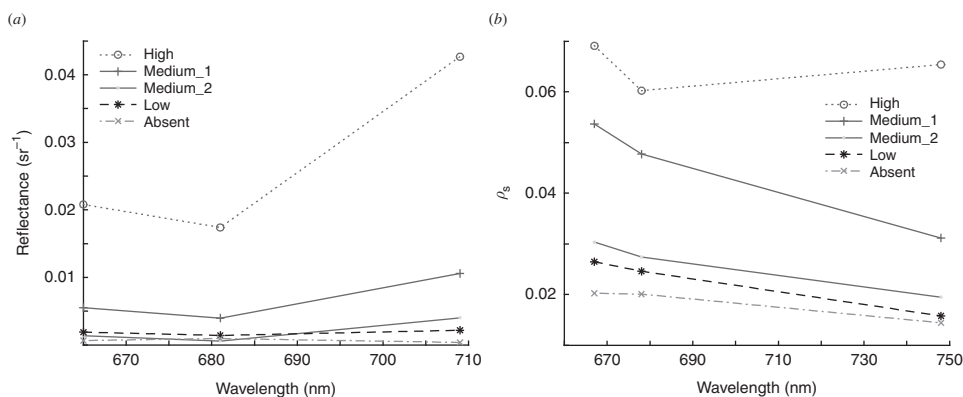 (a)
High
Medium_1
Medium_2
Low
Absent
0.04
0.03
0.02
0.01
Reflectance (sr⁻¹)
670 680 690 700 710
Wavelength (nm)
(b)
High
Medium_1
Medium_2
Low
Absent
0.06
0.04
0.02
ρs
670 690 710 730 750
Wavelength (nm)